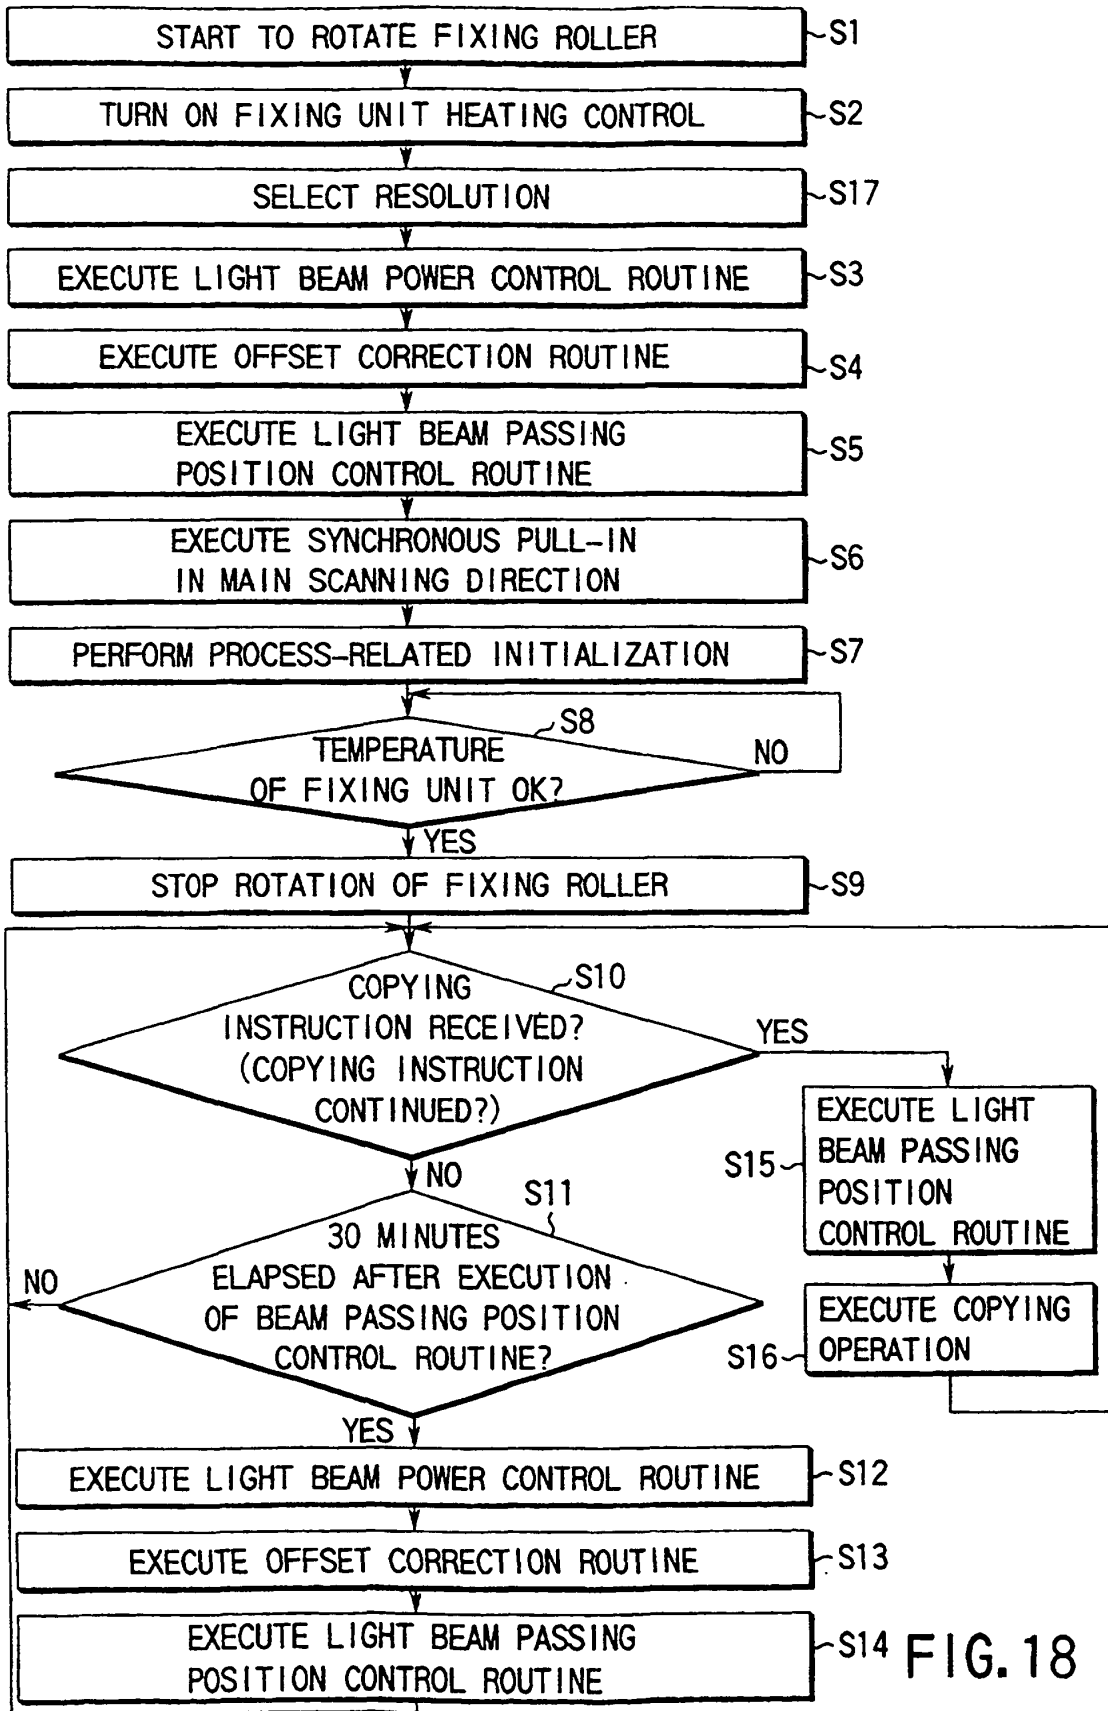 START TO ROTATE FIXING ROLLER
S1
TURN ON FIXING UNIT HEATING CONTROL
S2
SELECT RESOLUTION
S17
EXECUTE LIGHT BEAM POWER CONTROL ROUTINE
S3
EXECUTE OFFSET CORRECTION ROUTINE
S4
EXECUTE LIGHT BEAM PASSING
POSITION CONTROL ROUTINE
S5
EXECUTE SYNCHRONOUS PULL-IN
IN MAIN SCANNING DIRECTION
S6
PERFORM PROCESS-RELATED INITIALIZATION
S7
S8
TEMPERATURE
OF FIXING UNIT OK?
NO
YES
STOP ROTATION OF FIXING ROLLER
S9
S10
COPYING
INSTRUCTION RECEIVED?
(COPYING INSTRUCTION
CONTINUED?)
YES
NO
EXECUTE LIGHT
BEAM PASSING
POSITION
CONTROL ROUTINE
S15
EXECUTE COPYING
OPERATION
S16
S11
30 MINUTES
ELAPSED AFTER EXECUTION
OF BEAM PASSING POSITION
CONTROL ROUTINE?
NO
YES
EXECUTE LIGHT BEAM POWER CONTROL ROUTINE
S12
EXECUTE OFFSET CORRECTION ROUTINE
S13
EXECUTE LIGHT BEAM PASSING
POSITION CONTROL ROUTINE
S14
FIG. 18